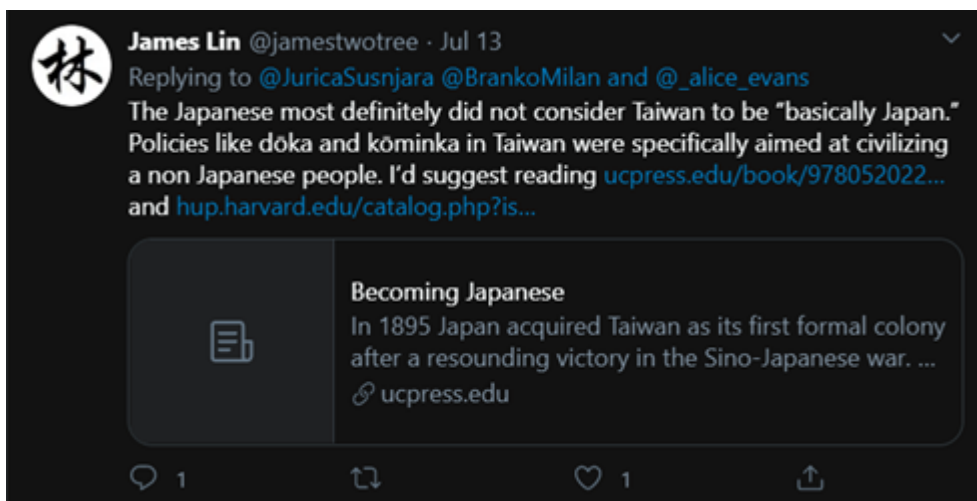 林
James Lin @jamestwotree · Jul 13
Replying to @JuricaSusnjara @BrankoMilan and @_alice_evans
The Japanese most definitely did not consider Taiwan to be “basically Japan.”
Policies like dōka and kōminka in Taiwan were specifically aimed at civilizing
a non Japanese people. I’d suggest reading ucpress.edu/book/978052022...
and hup.harvard.edu/catalog.php?is...
Becoming Japanese
In 1895 Japan acquired Taiwan as its first formal colony
after a resounding victory in the Sino-Japanese war. ...
ucpress.edu
1 1